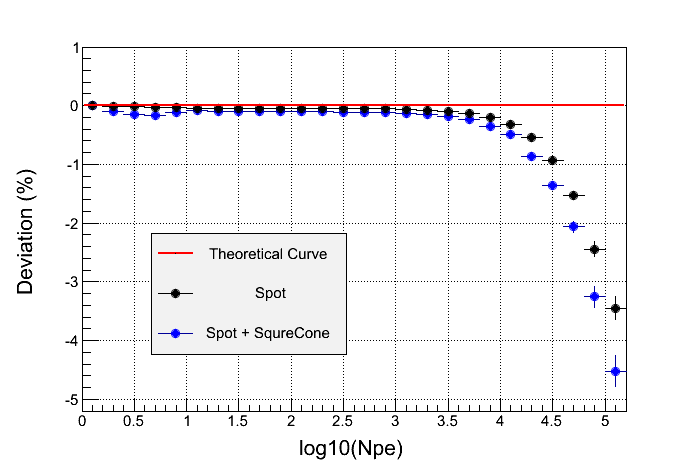 1
0
-1
-2
-3
-4
-5
Deviation (%)
Theoretical Curve
Spot
Spot + SqureCone
0 0.5 1 1.5 2 2.5 3 3.5 4 4.5 5
log10(Npe)